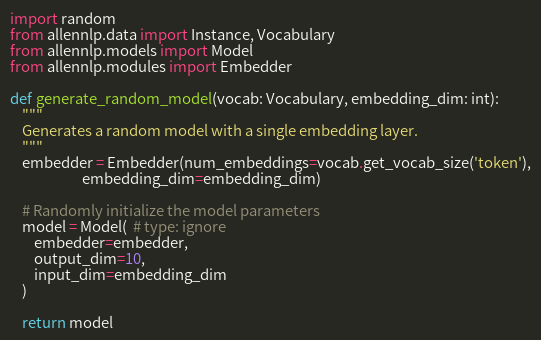 import random
from allennlp.data import Instance, Vocabulary
from allennlp.models import Model
from allennlp.modules import Embedder

def generate_random_model(vocab: Vocabulary, embedding_dim: int):
    """
    Generates a random model with a single embedding layer.
    """
    embedder = Embedder(num_embeddings=vocab.get_vocab_size('token'),
                        embedding_dim=embedding_dim)

    # Randomly initialize the model parameters
    model = Model(  # type: ignore
        embedder=embedder,
        output_dim=10,
        input_dim=embedding_dim
    )

    return model